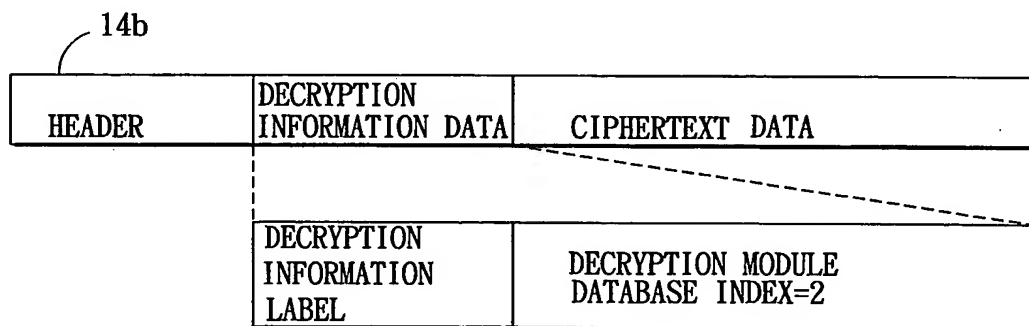 14b
HEADER
DECRYPTION
INFORMATION DATA
CIPHERTEXT DATA
DECRYPTION
INFORMATION
LABEL
DECRYPTION MODULE
DATABASE INDEX=2